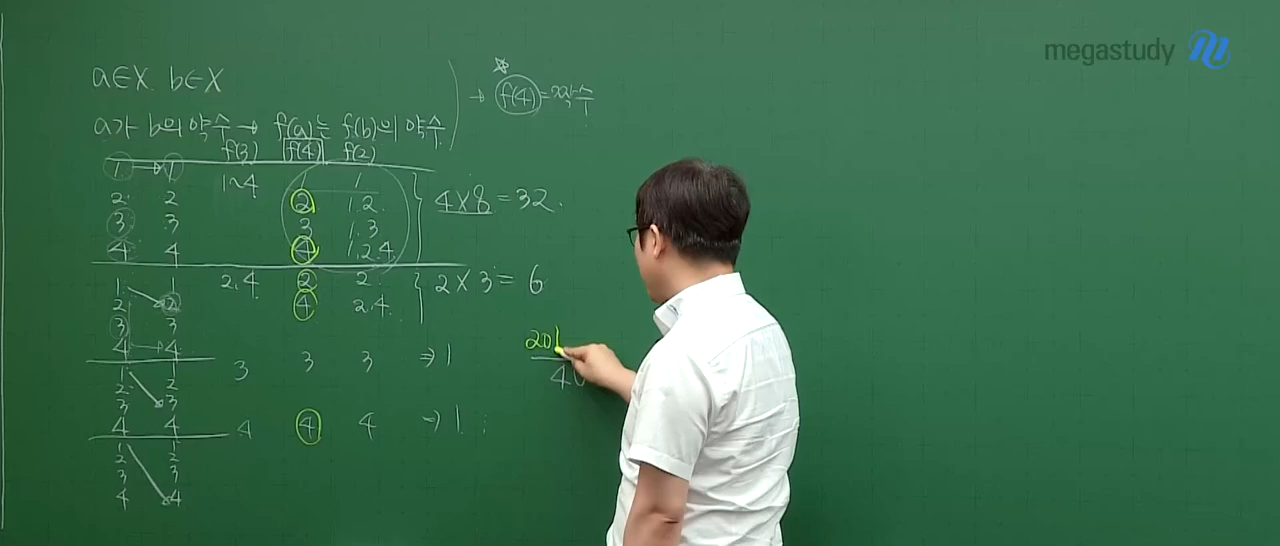 megastudy
a∈X b∈X
→ f(4)=짝수
a가 b의 약수 → f(a)는 f(b)의 약수
f(3) f(4) f(2)
1 → 1 1~4 1 1
2 2 2 1.2. 4×8=32.
3 3 3 1.3
4 4 4 1.2.4
1 1 2,4 2 2 2×3=6
2 2 4 2,4
3 3
4 → 4 3 3 3 ⇒1 201
1 1 40
2 2
3 3
4 4 4 4 4 ⇒1
1 1
2 2
3 3
4 4